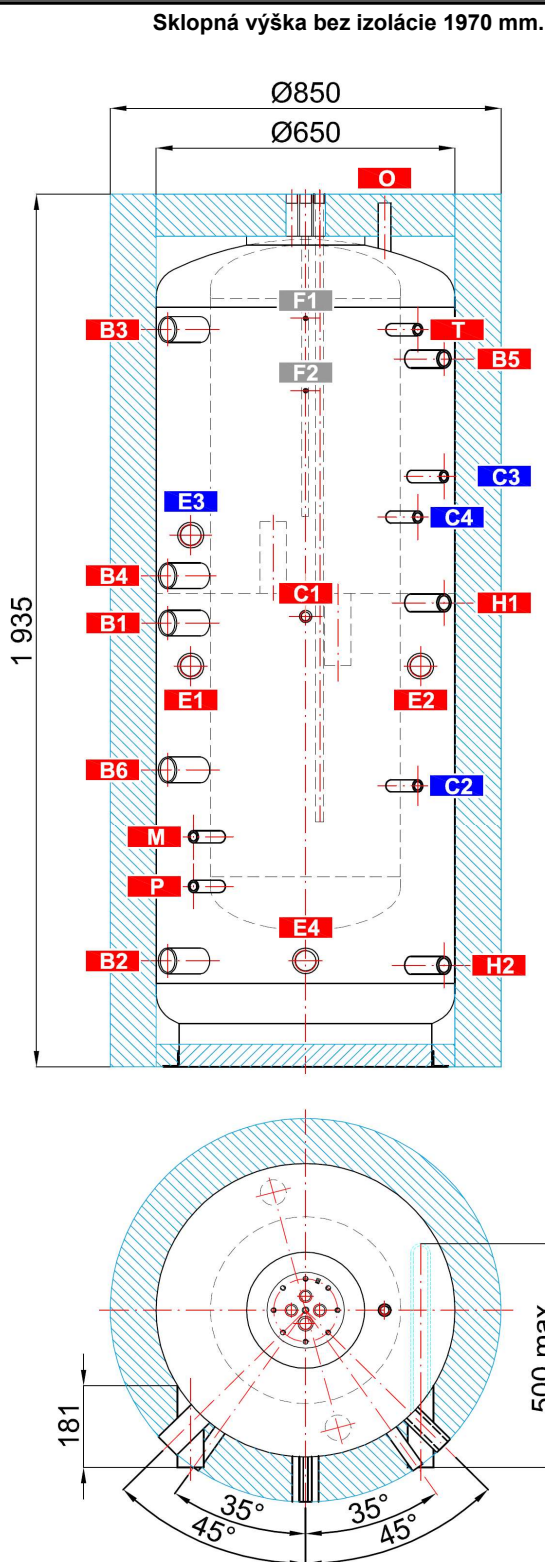 Sklopná výška bez izolácie 1970 mm.
Ø850
Ø650
O
F1
B3
T
B5
F2
C3
E3
C4
B4
C1
H1
B1
1 935
E1
E2
B6
C2
M
P
E4
B2
H2
500 max.
181
35°
35°
45°
45°